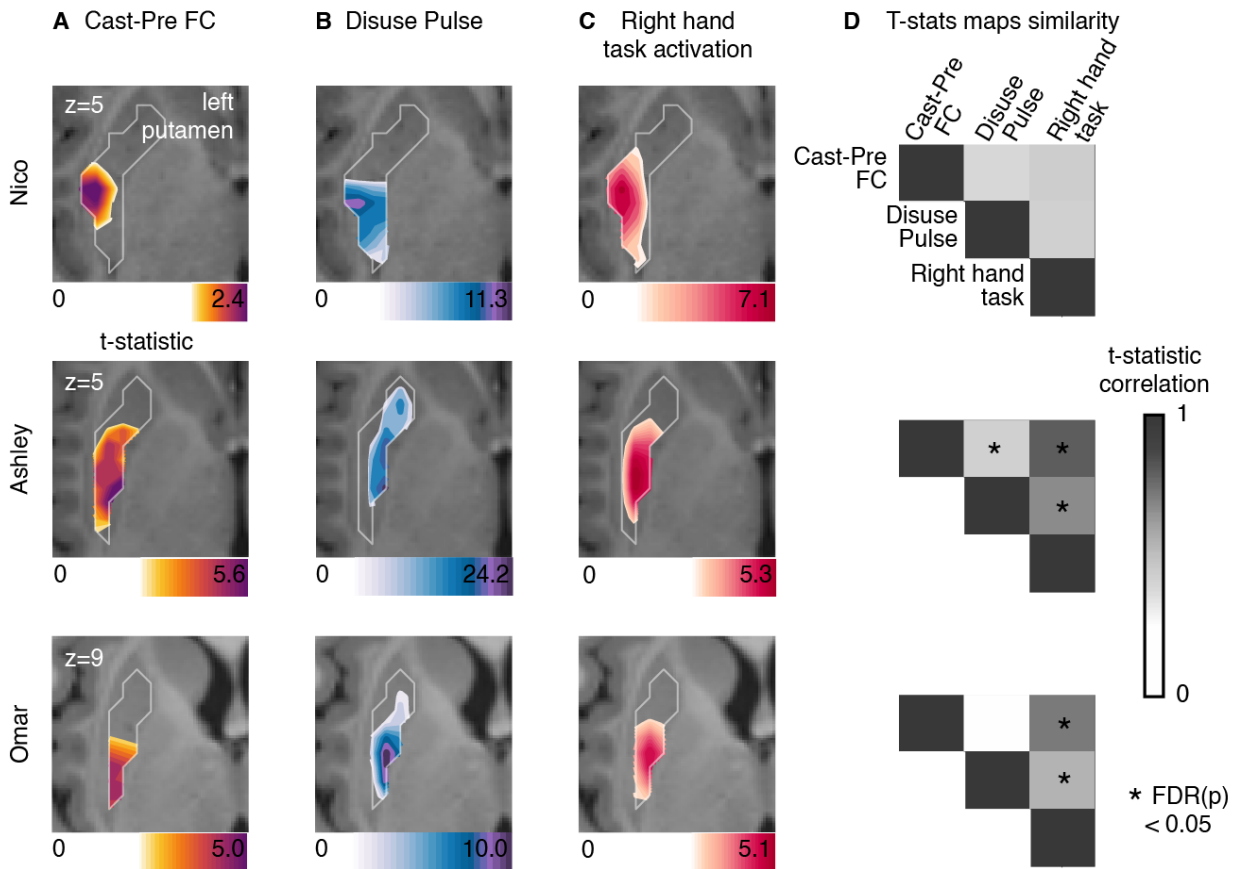 A Cast-Pre FC
B Disuse Pulse
C Right hand
task activation
D T-stats maps similarity
Nico
z=5
left
putamen
0
2.4
0
11.3
0
7.1
Cast-Pre
FC
Disuse
Pulse
Right hand
task
Cast-Pre
FC
Disuse
Pulse
Right hand
task
t-statistic
Ashley
z=5
0
5.6
0
24.2
0
5.3
*
*
*
t-statistic
correlation
1
0
Omar
z=9
0
5.0
0
10.0
0
5.1
*
*
* FDR(p)
< 0.05